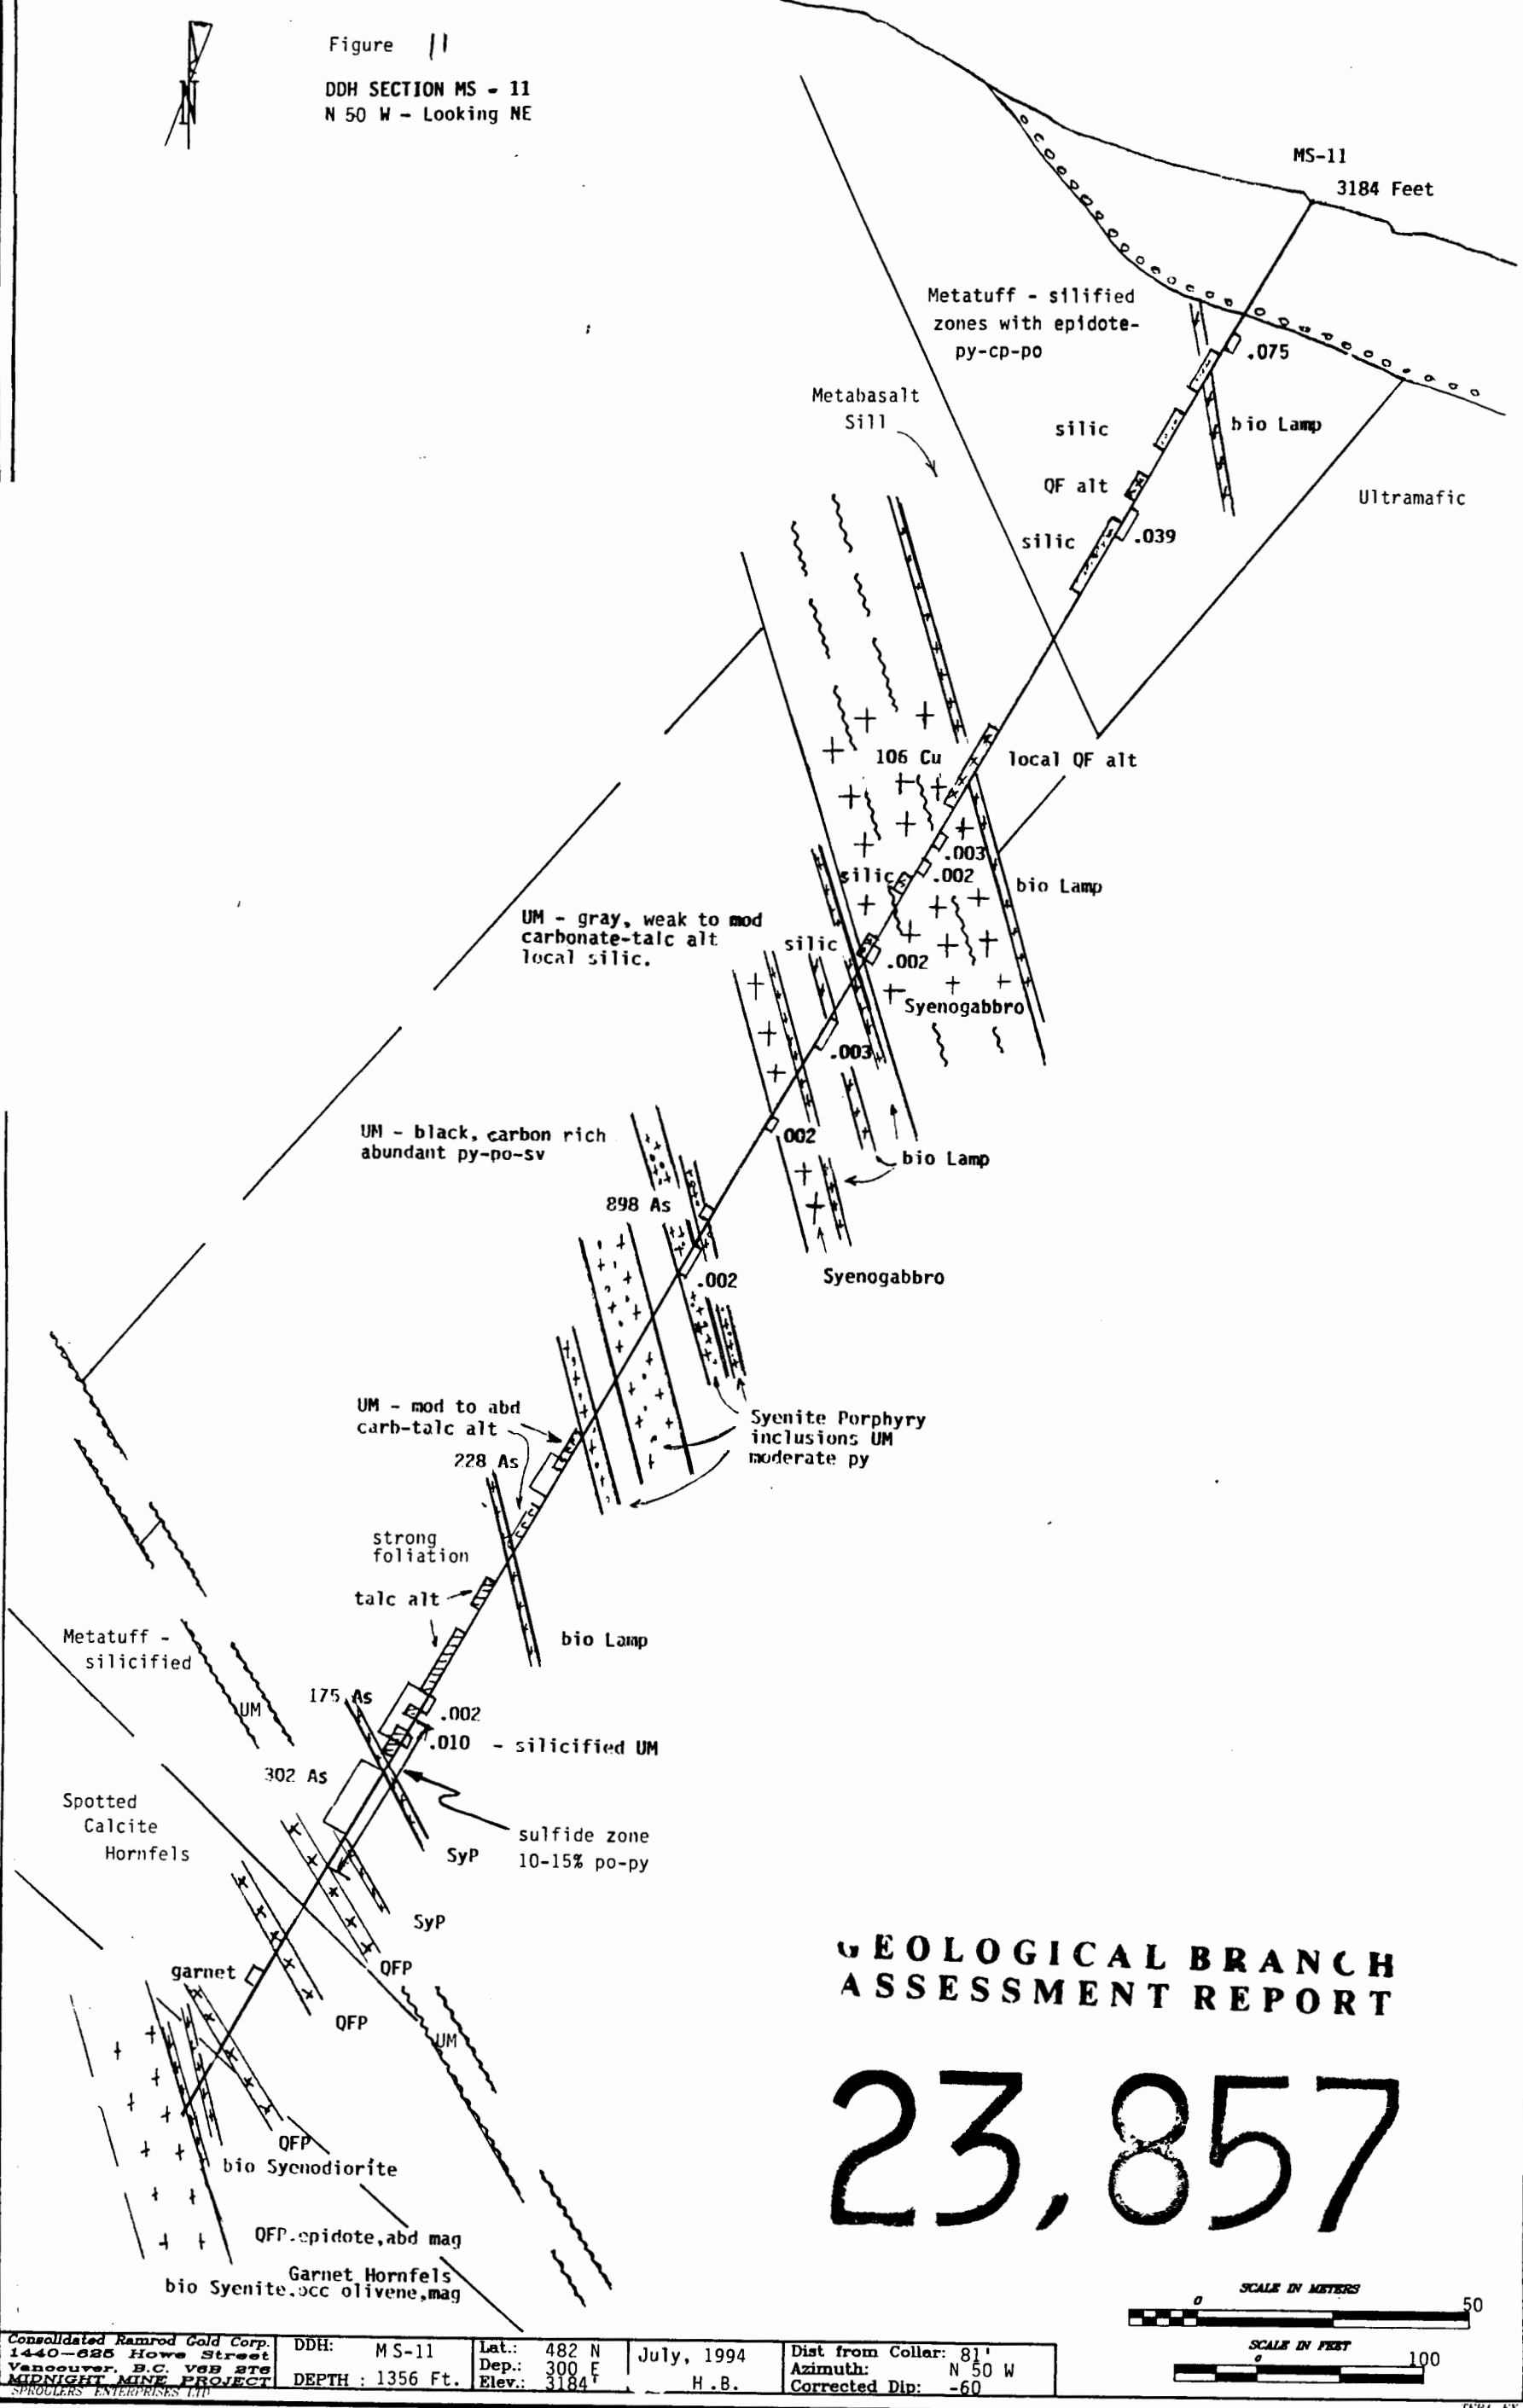 Figure 11
DDH SECTION MS - 11
N 50 W - Looking NE
N
MS-11
3184 Feet
Metatuff - silified
zones with epidote-
py-cp-po
.075
Metabasalt
Sill
silic
bio Lamp
QF alt
Ultramafic
silic
.039
106 Cu
local QF alt
.003
silic
.002
bio Lamp
UM - gray, weak to mod
carbonate-talc alt
local silic.
silic
.002
Syenogabbro
.003
UM - black, carbon rich
abundant py-po-sv
.002
bio Lamp
898 As
.002
Syenogabbro
UM - mod to abd
carb-talc alt
Syenite Porphyry
inclusions UM
moderate py
228 As
strong
foliation
talc alt
bio Lamp
Metatuff -
silicified
UM
175 As
.002
.010 - silicified UM
302 As
Spotted
Calcite
Hornfels
sulfide zone
10-15% po-py
SyP
SyP
QFP
garnet
QFP
UM
GEOLOGICAL BRANCH
ASSESSMENT REPORT
23,857
QFP
bio Syenodiorite
QFP.epidote,abd mag
Garnet Hornfels
bio Syenite.occ olivene,mag
SCALE IN METERS
0 50
SCALE IN FEET
0 100
Consolidated Ramrod Gold Corp.
1440-625 Howe Street
Vancouver, B.C. V6B 2T6
MIDNIGHT MINE PROJECT
SPROULERS ENTERPRISES LTD
DDH: MS-11
DEPTH : 1356 Ft.
Lat.: 482 N
Dep.: 300 E
Elev.: 3184'
July, 1994
H.B.
Dist from Collar: 81'
Azimuth: N 50 W
Corrected Dip: -60